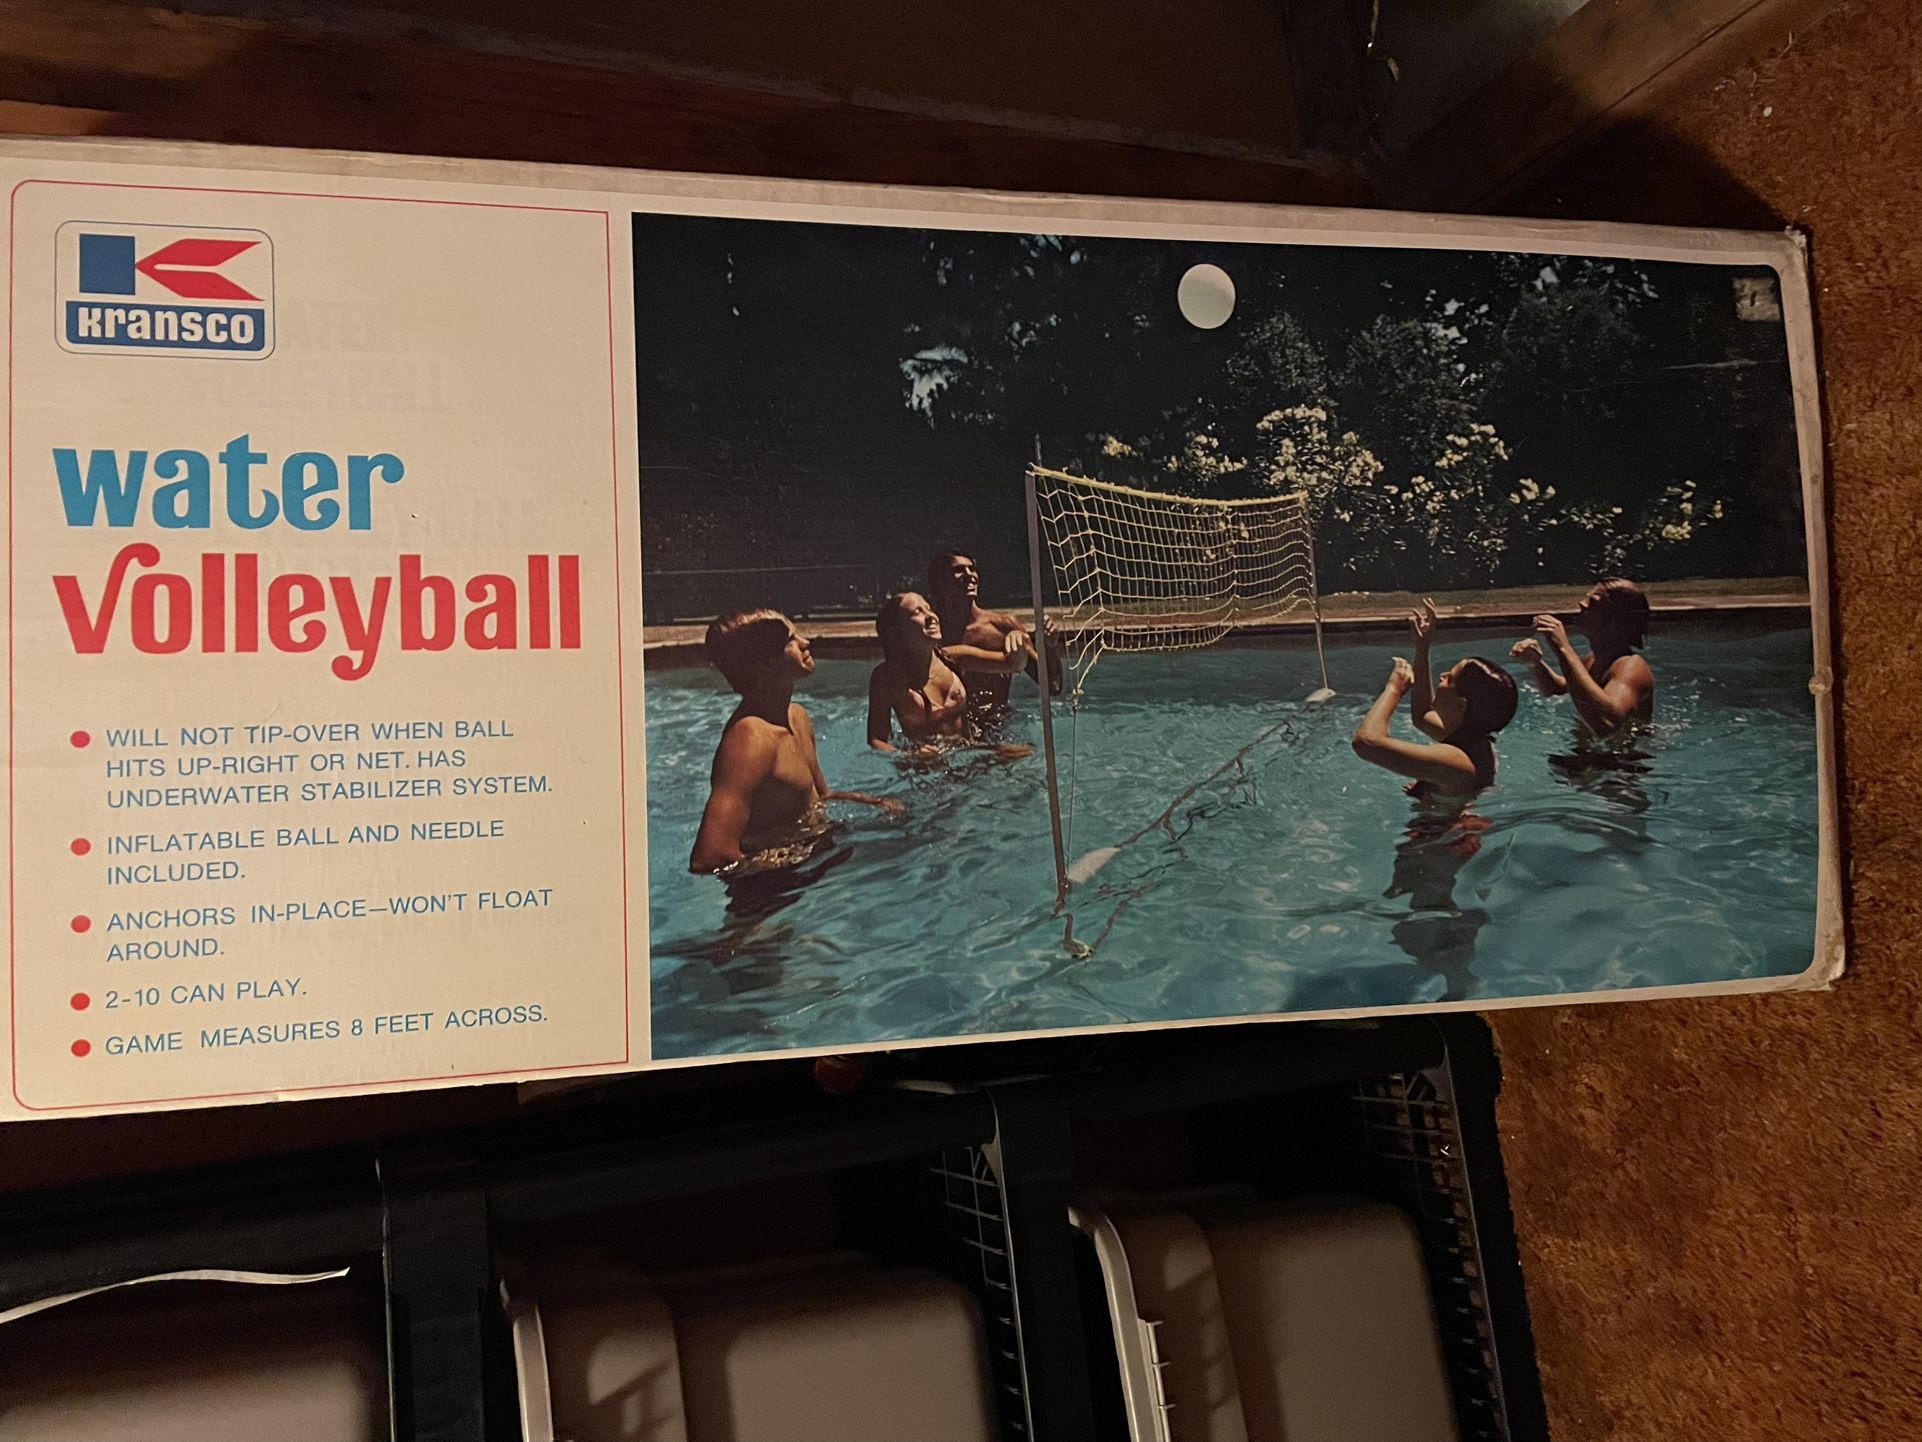 Kransco
water
volleyball
WILL NOT TIP-OVER WHEN BALL
HITS UP-RIGHT OR NET. HAS
UNDERWATER STABILIZER SYSTEM.
INFLATABLE BALL AND NEEDLE
INCLUDED.
ANCHORS IN-PLACE—WON'T FLOAT
AROUND.
2-10 CAN PLAY.
GAME MEASURES 8 FEET ACROSS.